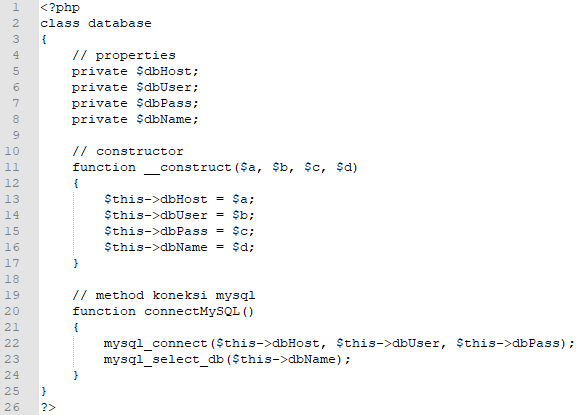 1 <?php
2 class database
3 {
4     // properties
5     private $dbHost;
6     private $dbUser;
7     private $dbPass;
8     private $dbName;
9
10     // constructor
11     function __construct($a, $b, $c, $d)
12     {
13         $this->dbHost = $a;
14         $this->dbUser = $b;
15         $this->dbPass = $c;
16         $this->dbName = $d;
17     }
18
19     // method koneksi mysql
20     function connectMySQL()
21     {
22         mysql_connect($this->dbHost, $this->dbUser, $this->dbPass);
23         mysql_select_db($this->dbName);
24     }
25 }
26 ?>